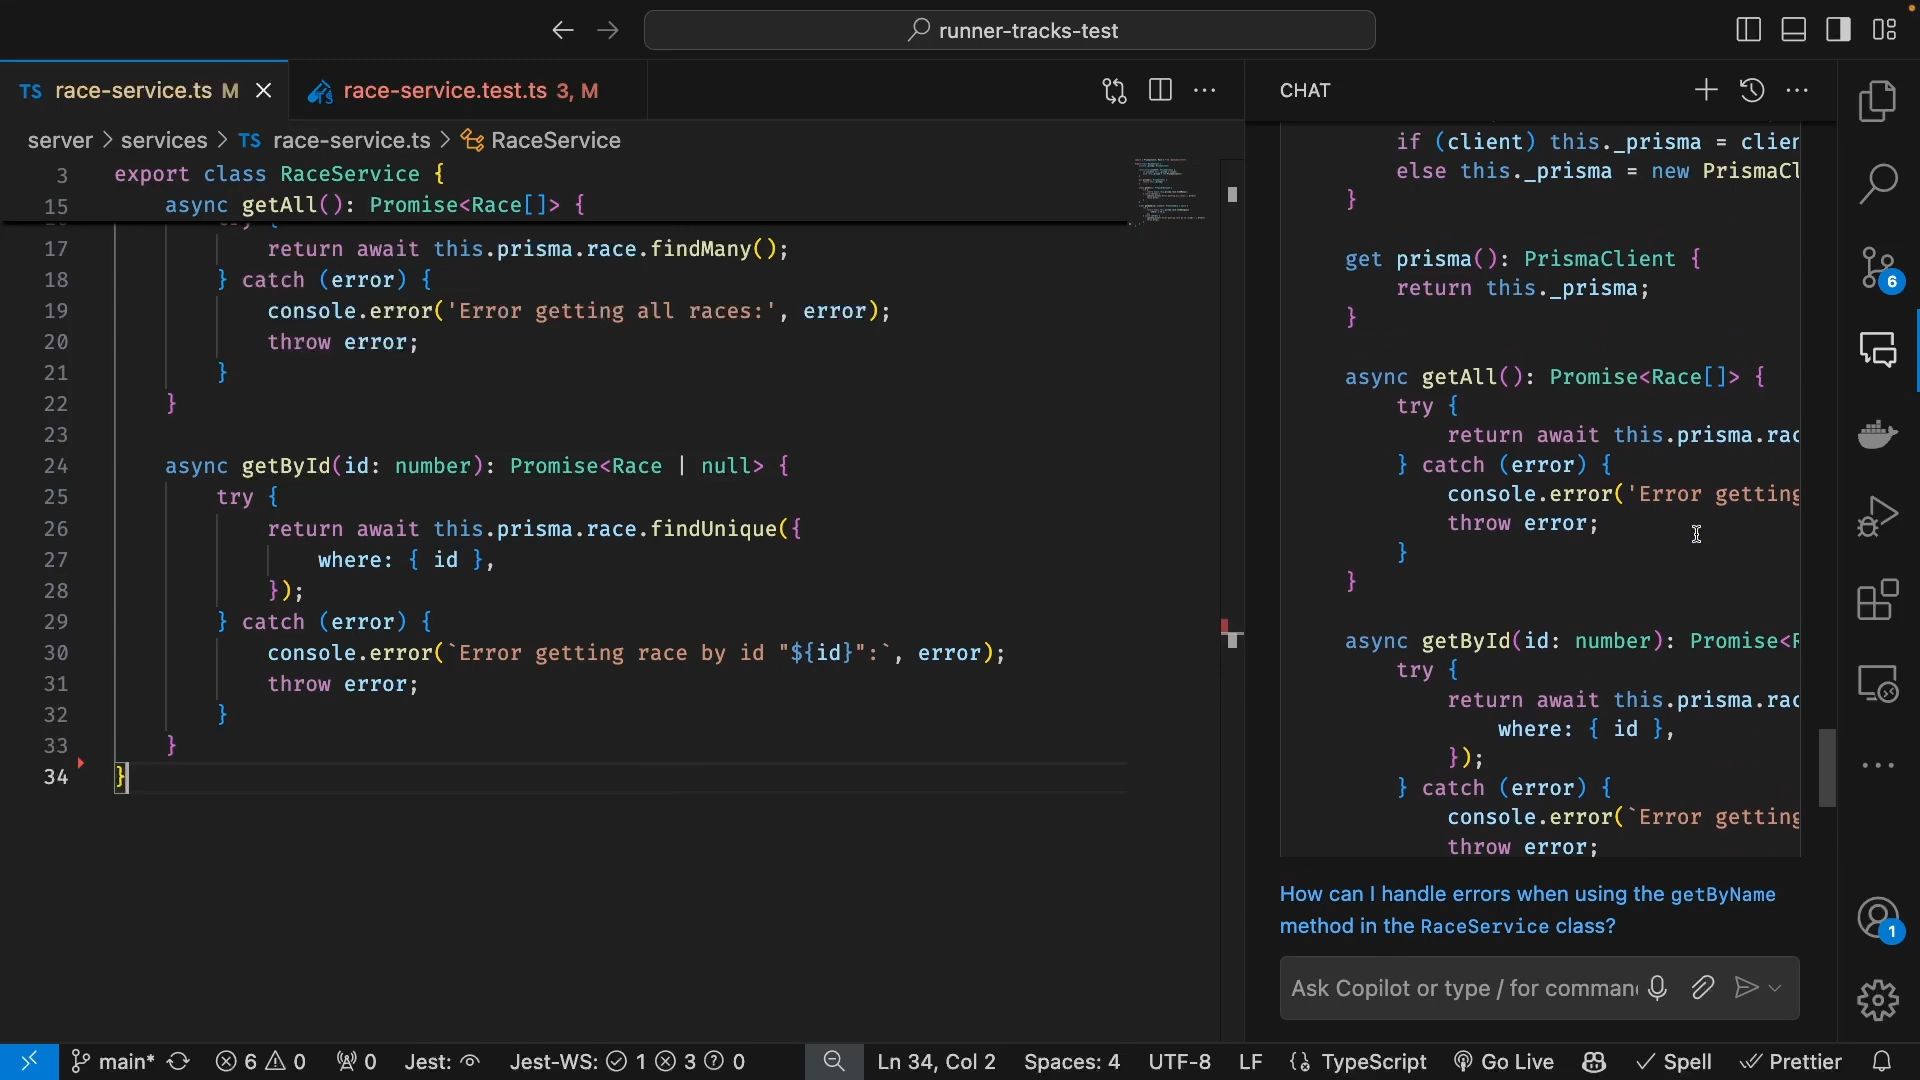 runner-tracks-test
TS race-service.ts M
race-service.test.ts 3, M
CHAT
server > services > TS race-service.ts > RaceService
3 export class RaceService {
15 async getAll(): Promise<Race[]> {
17 return await this.prisma.race.findMany();
18 } catch (error) {
19 console.error('Error getting all races:', error);
20 throw error;
21 }
22 }
23
24 async getById(id: number): Promise<Race | null> {
25 try {
26 return await this.prisma.race.findUnique({
27 where: { id },
28 });
29 } catch (error) {
30 console.error(`Error getting race by id "${id}":`, error);
31 throw error;
32 }
33 }
34 }
if (client) this._prisma = clien
else this._prisma = new PrismaCl
}
get prisma(): PrismaClient {
return this._prisma;
}
async getAll(): Promise<Race[]> {
try {
return await this.prisma.rac
} catch (error) {
console.error('Error getting
throw error;
}
}
async getById(id: number): Promise<R
try {
return await this.prisma.rac
where: { id },
});
} catch (error) {
console.error(`Error getting
throw error;
How can I handle errors when using the getByName
method in the RaceService class?
Ask Copilot or type / for comman
6
1
main* 6 0 0 Jest: Jest-WS: 1 3 0 Ln 34, Col 2 Spaces: 4 UTF-8 LF {} TypeScript Go Live Spell Prettier